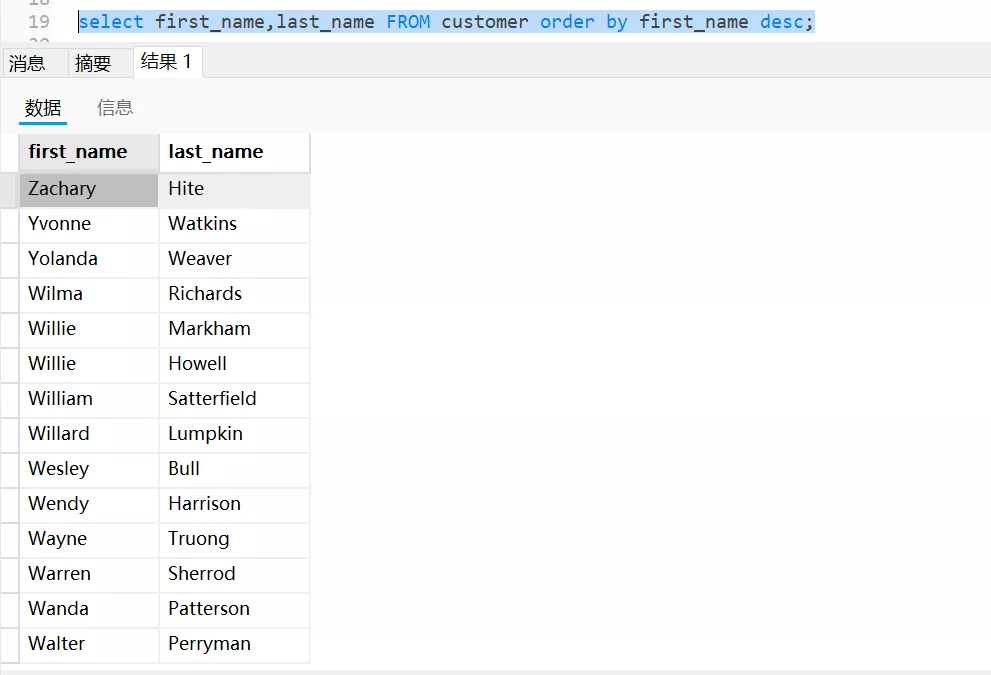 19 select first_name,last_name FROM customer order by first_name desc;
消息 摘要 结果 1
数据 信息
first_name last_name
Zachary Hite
Yvonne Watkins
Yolanda Weaver
Wilma Richards
Willie Markham
Willie Howell
William Satterfield
Willard Lumpkin
Wesley Bull
Wendy Harrison
Wayne Truong
Warren Sherrod
Wanda Patterson
Walter Perryman